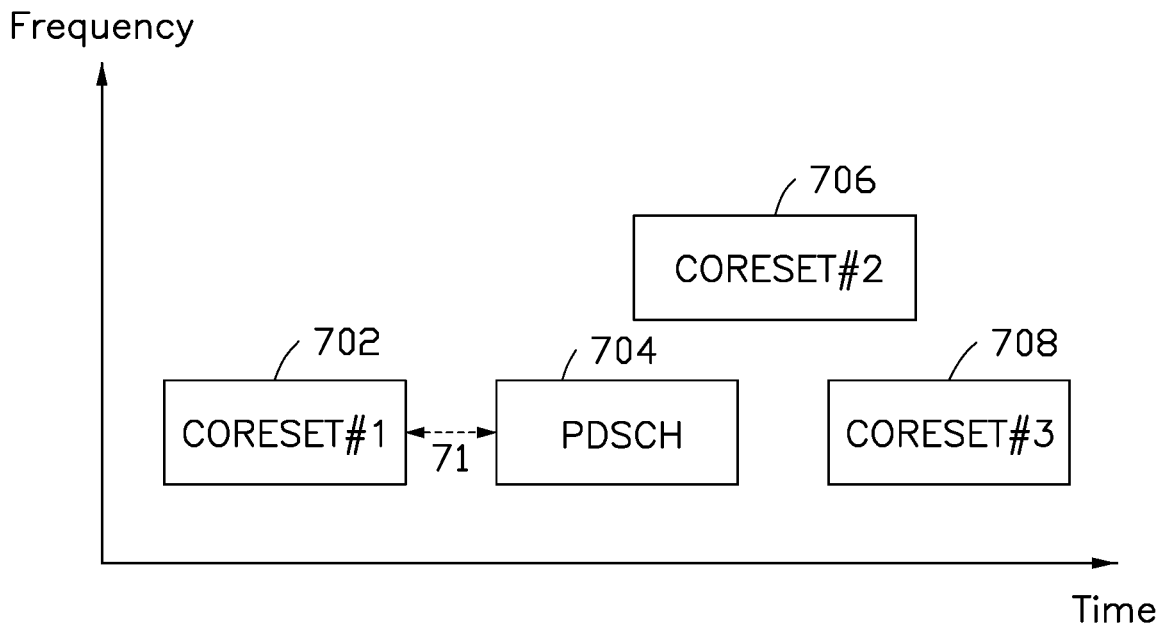 Frequency
706
CORESET#2
702
704
708
CORESET#1
71
PDSCH
CORESET#3
Time